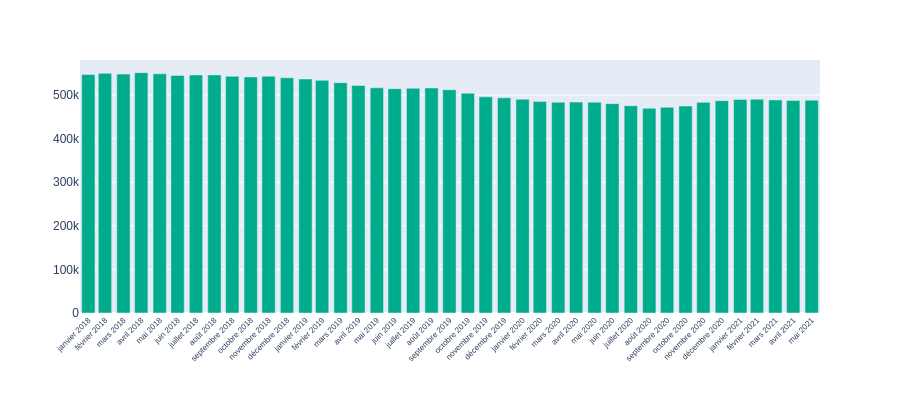 500k
400k
300k
200k
100k
0
janvier 2018
février 2018
mars 2018
avril 2018
mai 2018
juin 2018
juillet 2018
août 2018
septembre 2018
octobre 2018
novembre 2018
décembre 2018
janvier 2019
février 2019
mars 2019
avril 2019
mai 2019
juin 2019
juillet 2019
août 2019
septembre 2019
octobre 2019
novembre 2019
décembre 2019
janvier 2020
février 2020
mars 2020
avril 2020
mai 2020
juin 2020
juillet 2020
août 2020
septembre 2020
octobre 2020
novembre 2020
décembre 2020
janvier 2021
février 2021
mars 2021
avril 2021
mai 2021